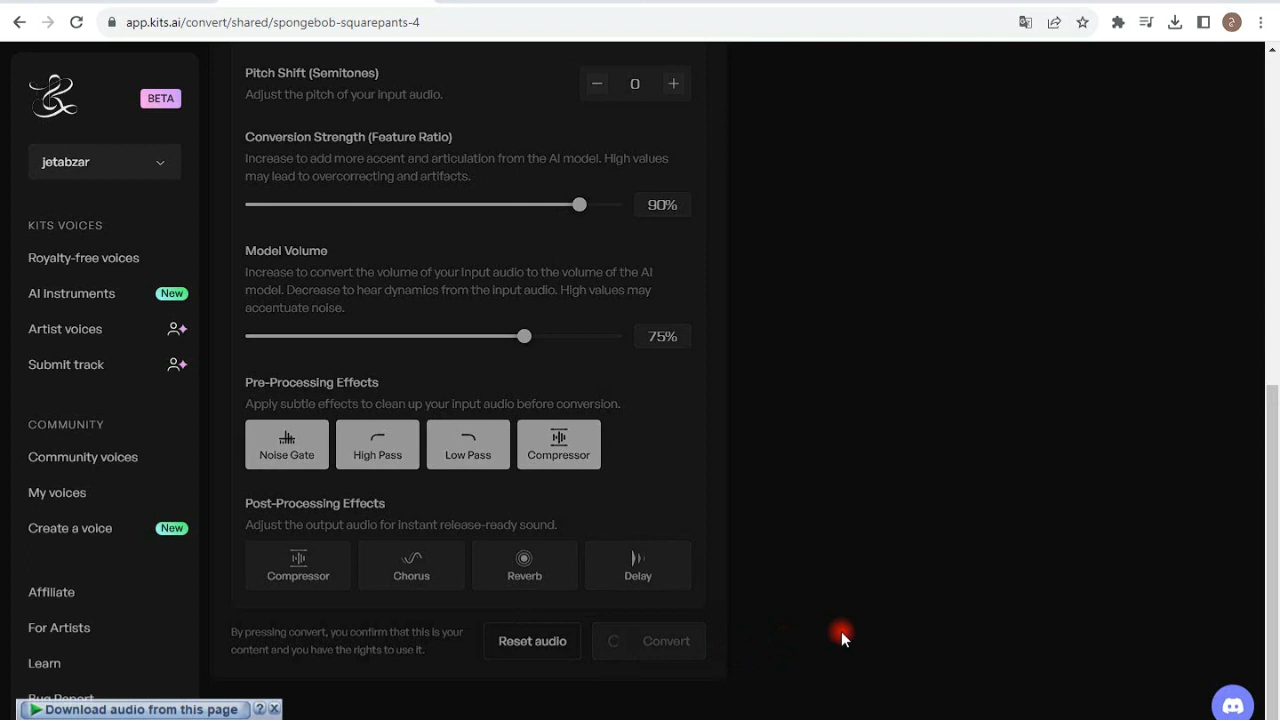 app.kits.ai/convert/shared/spongebob-squarepants-4
BETA
jetabzar
KITS VOICES
Royalty-free voices
AI Instruments
New
Artist voices
Submit track
COMMUNITY
Community voices
My voices
Create a voice
New
Affiliate
For Artists
Learn
Bug Report
Pitch Shift (Semitones)
Adjust the pitch of your input audio.
− 0 +
Conversion Strength (Feature Ratio)
Increase to add more accent and articulation from the AI model. High values
may lead to overcorrecting and artifacts.
90%
Model Volume
Increase to convert the volume of your input audio to the volume of the AI
model. Decrease to hear dynamics from the input audio. High values may
accentuate noise.
75%
Pre-Processing Effects
Apply subtle effects to clean up your input audio before conversion.
Noise Gate
High Pass
Low Pass
Compressor
Post-Processing Effects
Adjust the output audio for instant release-ready sound.
Compressor
Chorus
Reverb
Delay
By pressing convert, you confirm that this is your
content and you have the rights to use it.
Reset audio
Convert
Download audio from this page
? X